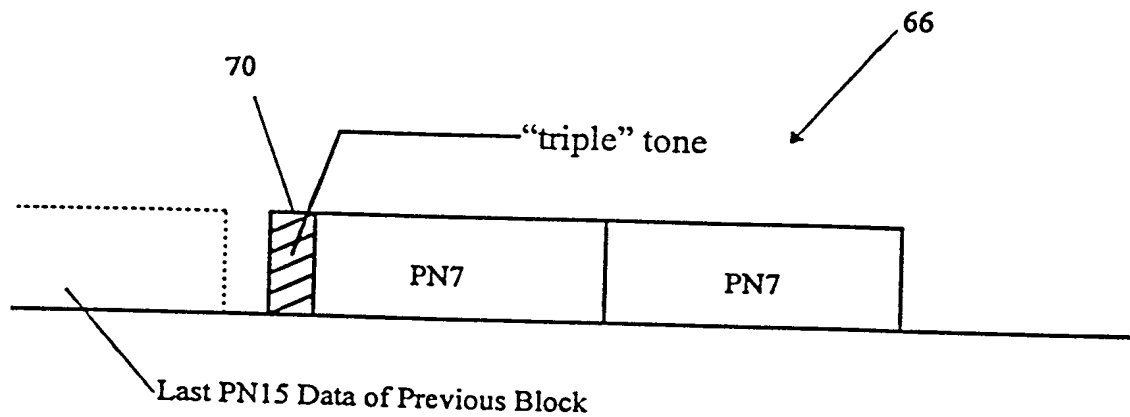 66
70
“triple” tone
PN7
PN7
Last PN15 Data of Previous Block